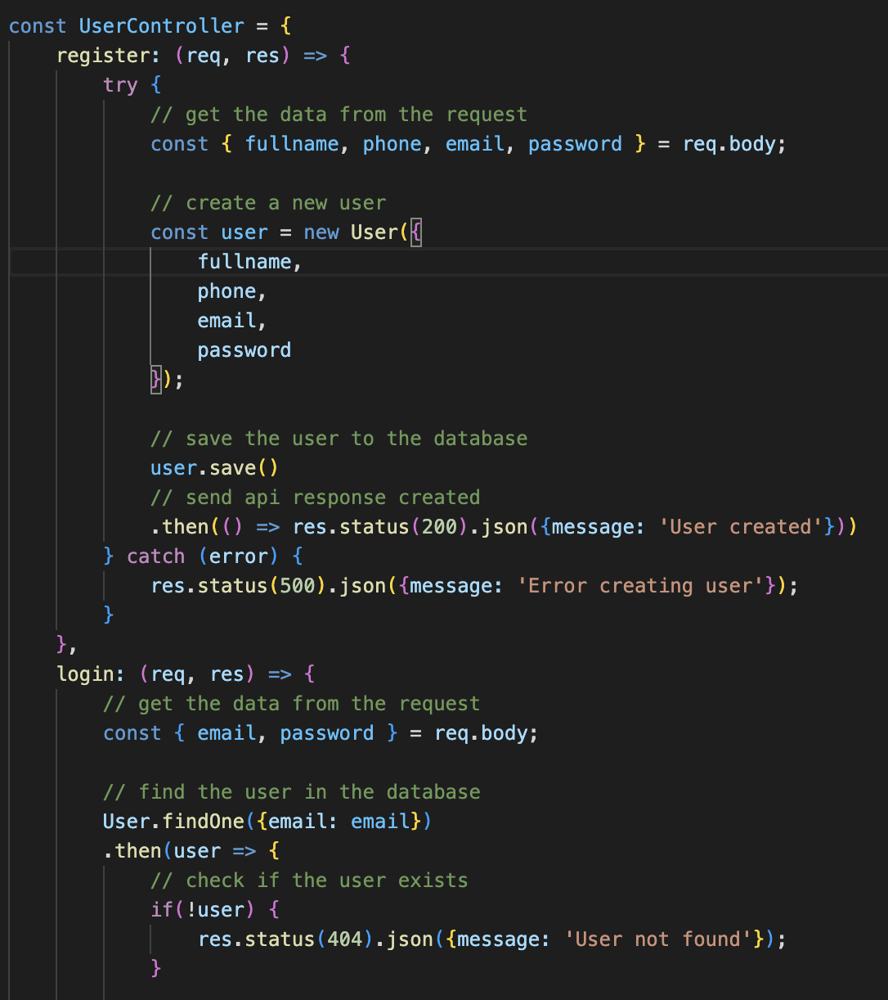 const UserController = {
    register: (req, res) => {
        try {
            // get the data from the request
            const { fullname, phone, email, password } = req.body;

            // create a new user
            const user = new User({
                fullname,
                phone,
                email,
                password
            });

            // save the user to the database
            user.save()
            // send api response created
            .then(() => res.status(200).json({message: 'User created'}))
        } catch (error) {
            res.status(500).json({message: 'Error creating user'});
        }
    },
    login: (req, res) => {
        // get the data from the request
        const { email, password } = req.body;

        // find the user in the database
        User.findOne({email: email})
        .then(user => {
            // check if the user exists
            if(!user) {
                res.status(404).json({message: 'User not found'});
            }